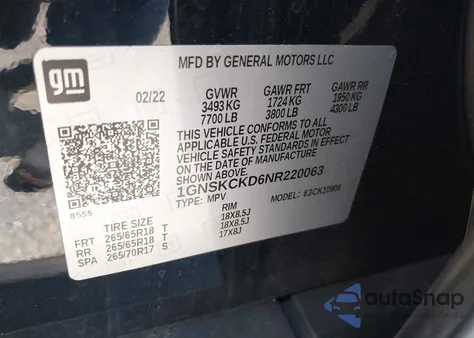 gm
MFD BY GENERAL MOTORS LLC
02/22 GVWR GAWR FRT GAWR RR
3493 KG 1724 KG 1950 KG
7700 LB 3800 LB 4300 LB
THIS VEHICLE CONFORMS TO ALL
APPLICABLE U.S. FEDERAL MOTOR
VEHICLE SAFETY STANDARDS IN EFFECT
ON THE DATE OF MANUFACTURE
SHOWN ABOVE.
1GNSKCKD6NR220063
TYPE: MPV MODEL: 83CK10906
8555
TIRE SIZE RIM
FRT 265/65R18 T 18X8.5J
RR 265/65R18 T 18X8.5J
SPA 265/70R17 S 17X8J
autoSnap